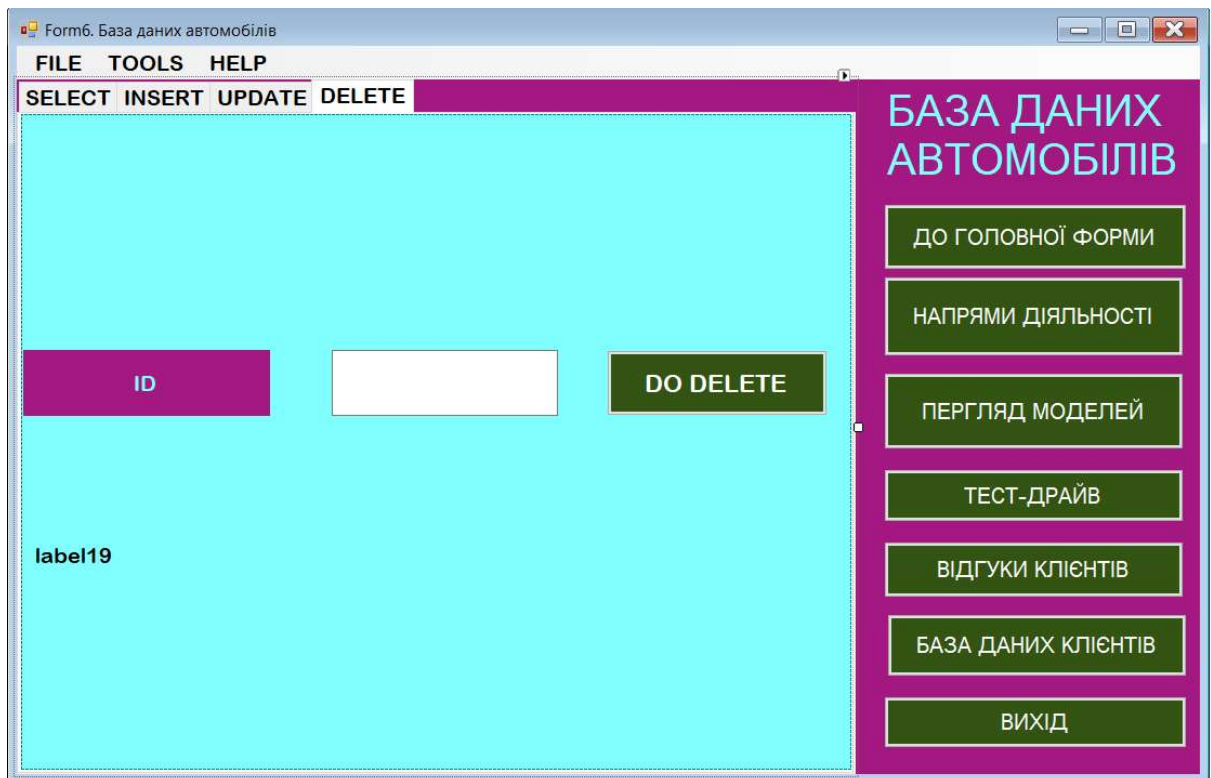 Form6. База даних автомобілів
FILE TOOLS HELP
SELECT INSERT UPDATE DELETE
ID
DO DELETE
label19
БАЗА ДАНИХ
АВТОМОБІЛІВ
ДО ГОЛОВНОЇ ФОРМИ
НАПРЯМИ ДІЯЛЬНОСТІ
ПЕРГЛЯД МОДЕЛЕЙ
ТЕСТ-ДРАЙВ
ВІДГУКИ КЛІЄНТІВ
БАЗА ДАНИХ КЛІЄНТІВ
ВИХІД